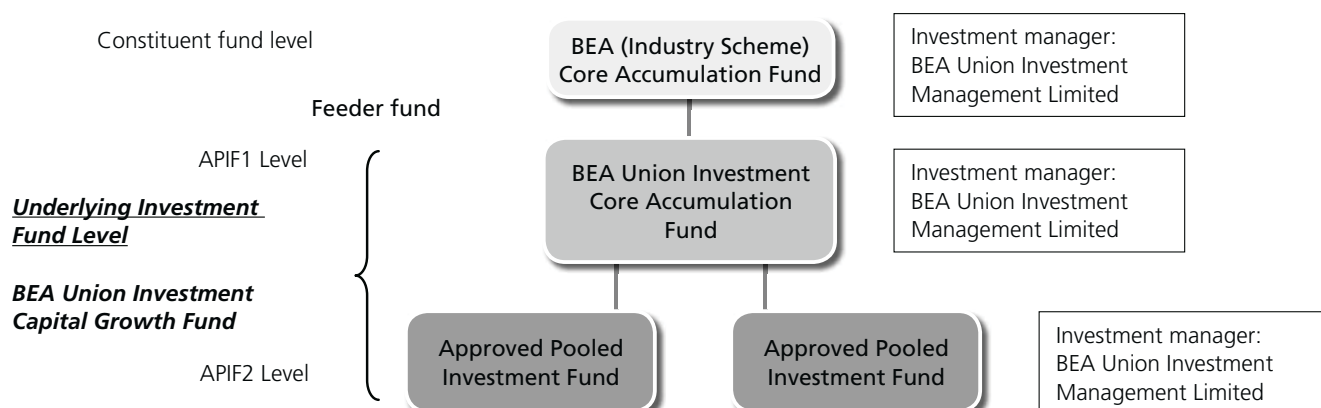 Constituent fund level
BEA (Industry Scheme)
Core Accumulation Fund
Investment manager:
BEA Union Investment
Management Limited
Feeder fund
APIF1 Level
BEA Union Investment
Core Accumulation
Fund
Investment manager:
BEA Union Investment
Management Limited
Underlying Investment
Fund Level
BEA Union Investment
Capital Growth Fund
APIF2 Level
Approved Pooled
Investment Fund
Approved Pooled
Investment Fund
Investment manager:
BEA Union Investment
Management Limited